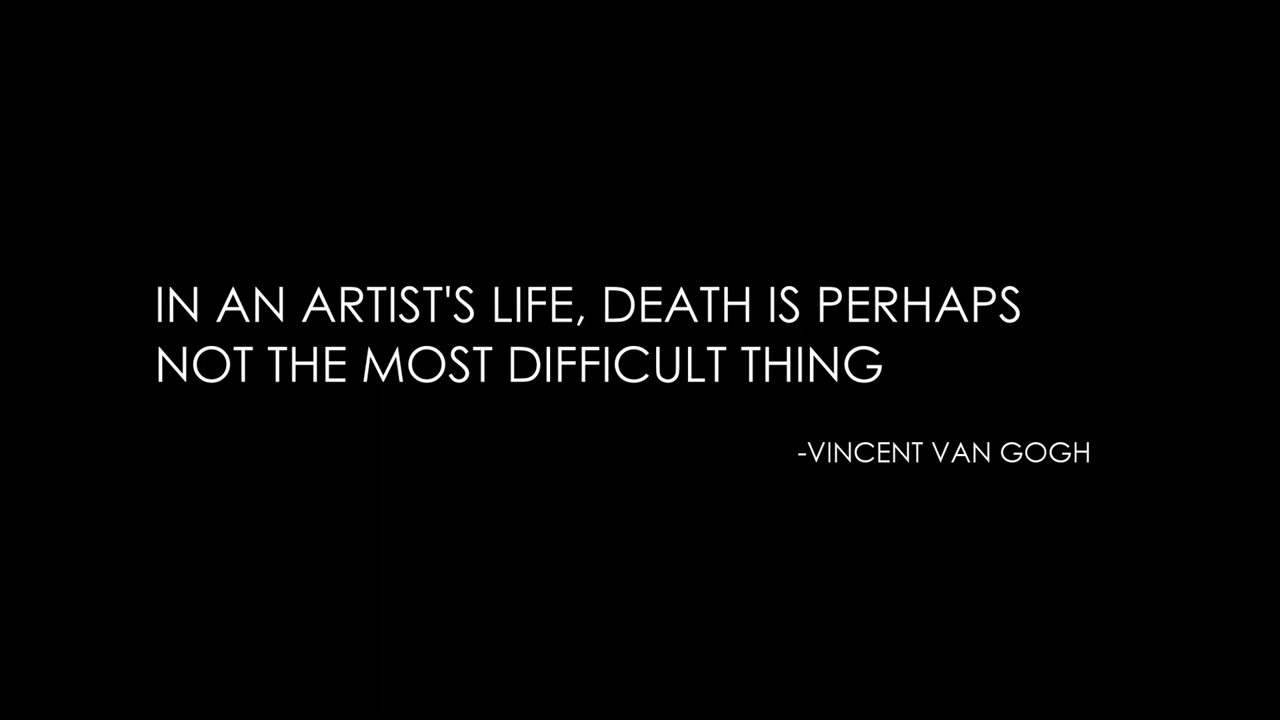 IN AN ARTIST'S LIFE, DEATH IS PERHAPS
NOT THE MOST DIFFICULT THING
-VINCENT VAN GOGH